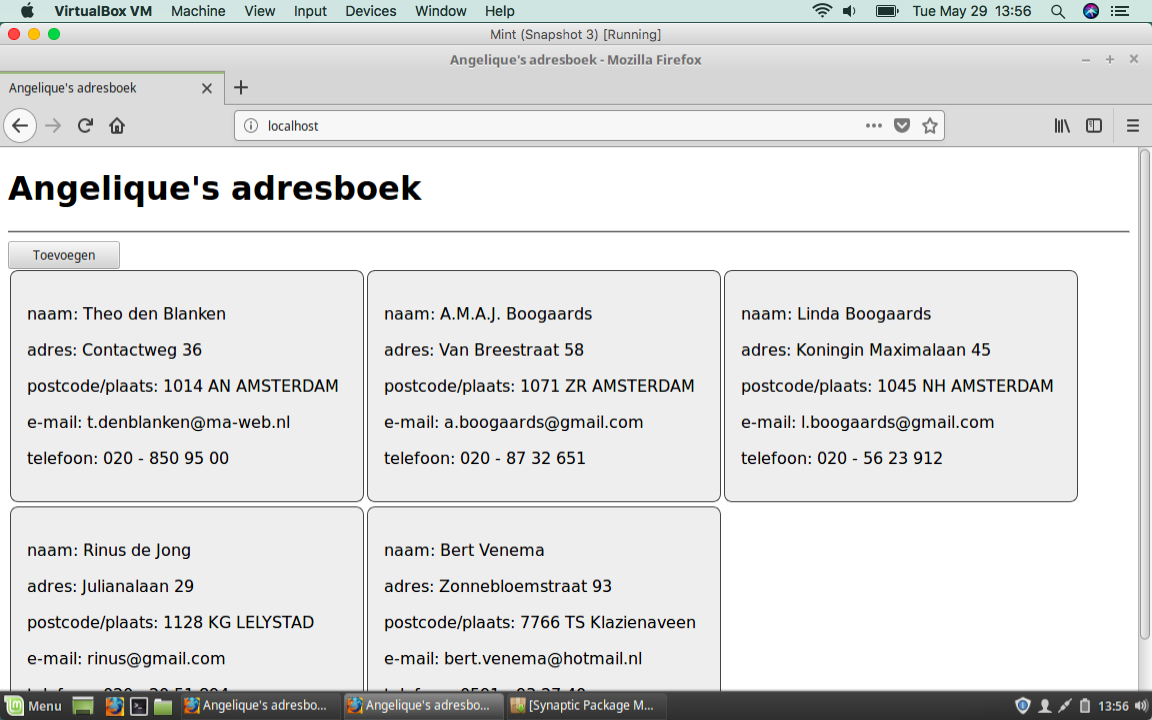 VirtualBox VM Machine View Input Devices Window Help Tue May 29 13:56
Mint (Snapshot 3) [Running]
Angelique's adresboek - Mozilla Firefox
Angelique's adresboek
localhost
Angelique's adresboek
Toevoegen
naam: Theo den Blanken
adres: Contactweg 36
postcode/plaats: 1014 AN AMSTERDAM
e-mail: t.denblanken@ma-web.nl
telefoon: 020 - 850 95 00
naam: A.M.A.J. Boogaards
adres: Van Breestraat 58
postcode/plaats: 1071 ZR AMSTERDAM
e-mail: a.boogaards@gmail.com
telefoon: 020 - 87 32 651
naam: Linda Boogaards
adres: Koningin Maximalaan 45
postcode/plaats: 1045 NH AMSTERDAM
e-mail: l.boogaards@gmail.com
telefoon: 020 - 56 23 912
naam: Rinus de Jong
adres: Julianalaan 29
postcode/plaats: 1128 KG LELYSTAD
e-mail: rinus@gmail.com
naam: Bert Venema
adres: Zonnebloemstraat 93
postcode/plaats: 7766 TS Klazienaveen
e-mail: bert.venema@hotmail.nl
Menu Angelique's adresbo... Angelique's adresbo... [Synaptic Package M... 13:56